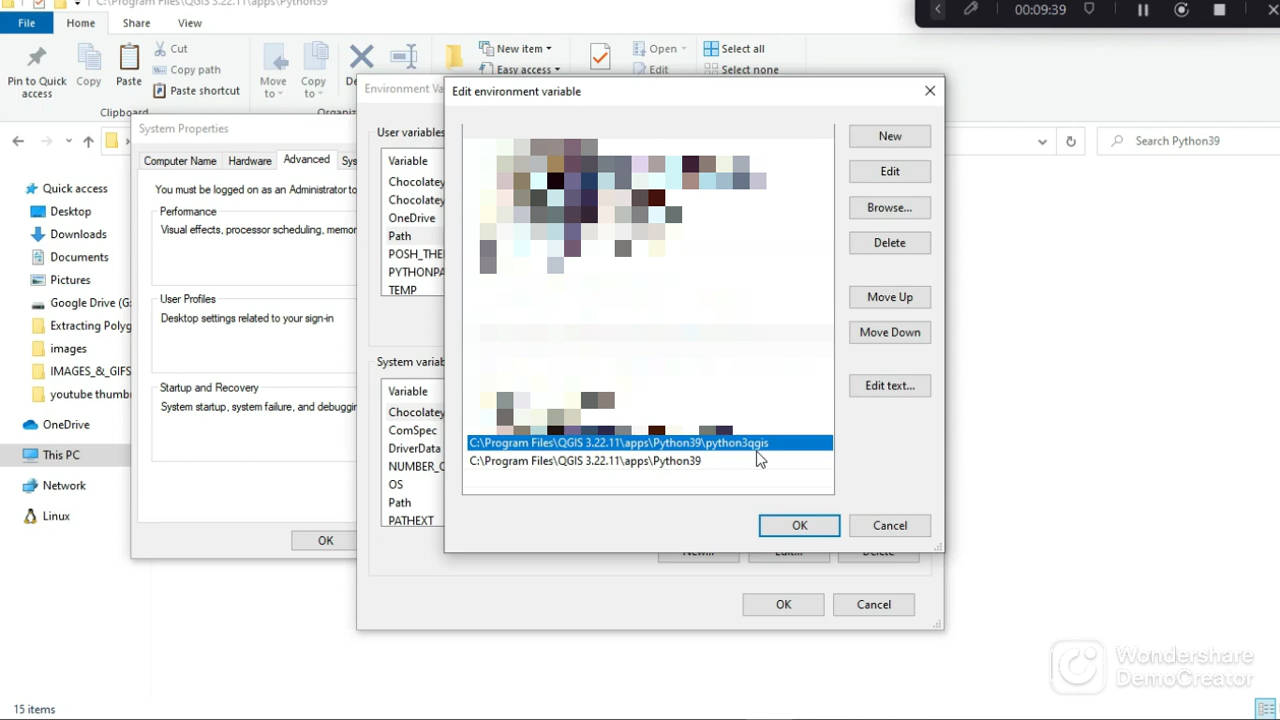 C:\Program Files\QGIS 3.22.11\apps\Python39
00:09:39
File Home Share View
Pin to Quick access
Copy
Paste
Cut
Copy path
Paste shortcut
Move to
Copy to
New item
Easy access
Open
Edit
Select all
Select none
Clipboard
Search Python39
Quick access
Desktop
Downloads
Documents
Pictures
Google Drive (G:
Extracting Polyg
images
IMAGES_&_GIFS
youtube thumb
OneDrive
This PC
Network
Linux
15 items
System Properties
Computer Name Hardware Advanced Sys
You must be logged on as an Administrator to
Performance
Visual effects, processor scheduling, memor
User Profiles
Desktop settings related to your sign-in
Startup and Recovery
System startup, system failure, and debuggin
OK
Environment Va
User variables
Variable
Chocolatey
Chocolatey
OneDrive
Path
POSH_THE
PYTHONPA
TEMP
System variab
Variable
Chocolatey
ComSpec
DriverData
NUMBER_O
OS
Path
PATHEXT
New... Edit... Delete
OK Cancel
Edit environment variable
C:\Program Files\QGIS 3.22.11\apps\Python39\python3qgis
C:\Program Files\QGIS 3.22.11\apps\Python39
New
Edit
Browse...
Delete
Move Up
Move Down
Edit text...
OK Cancel
Wondershare
DemoCreator